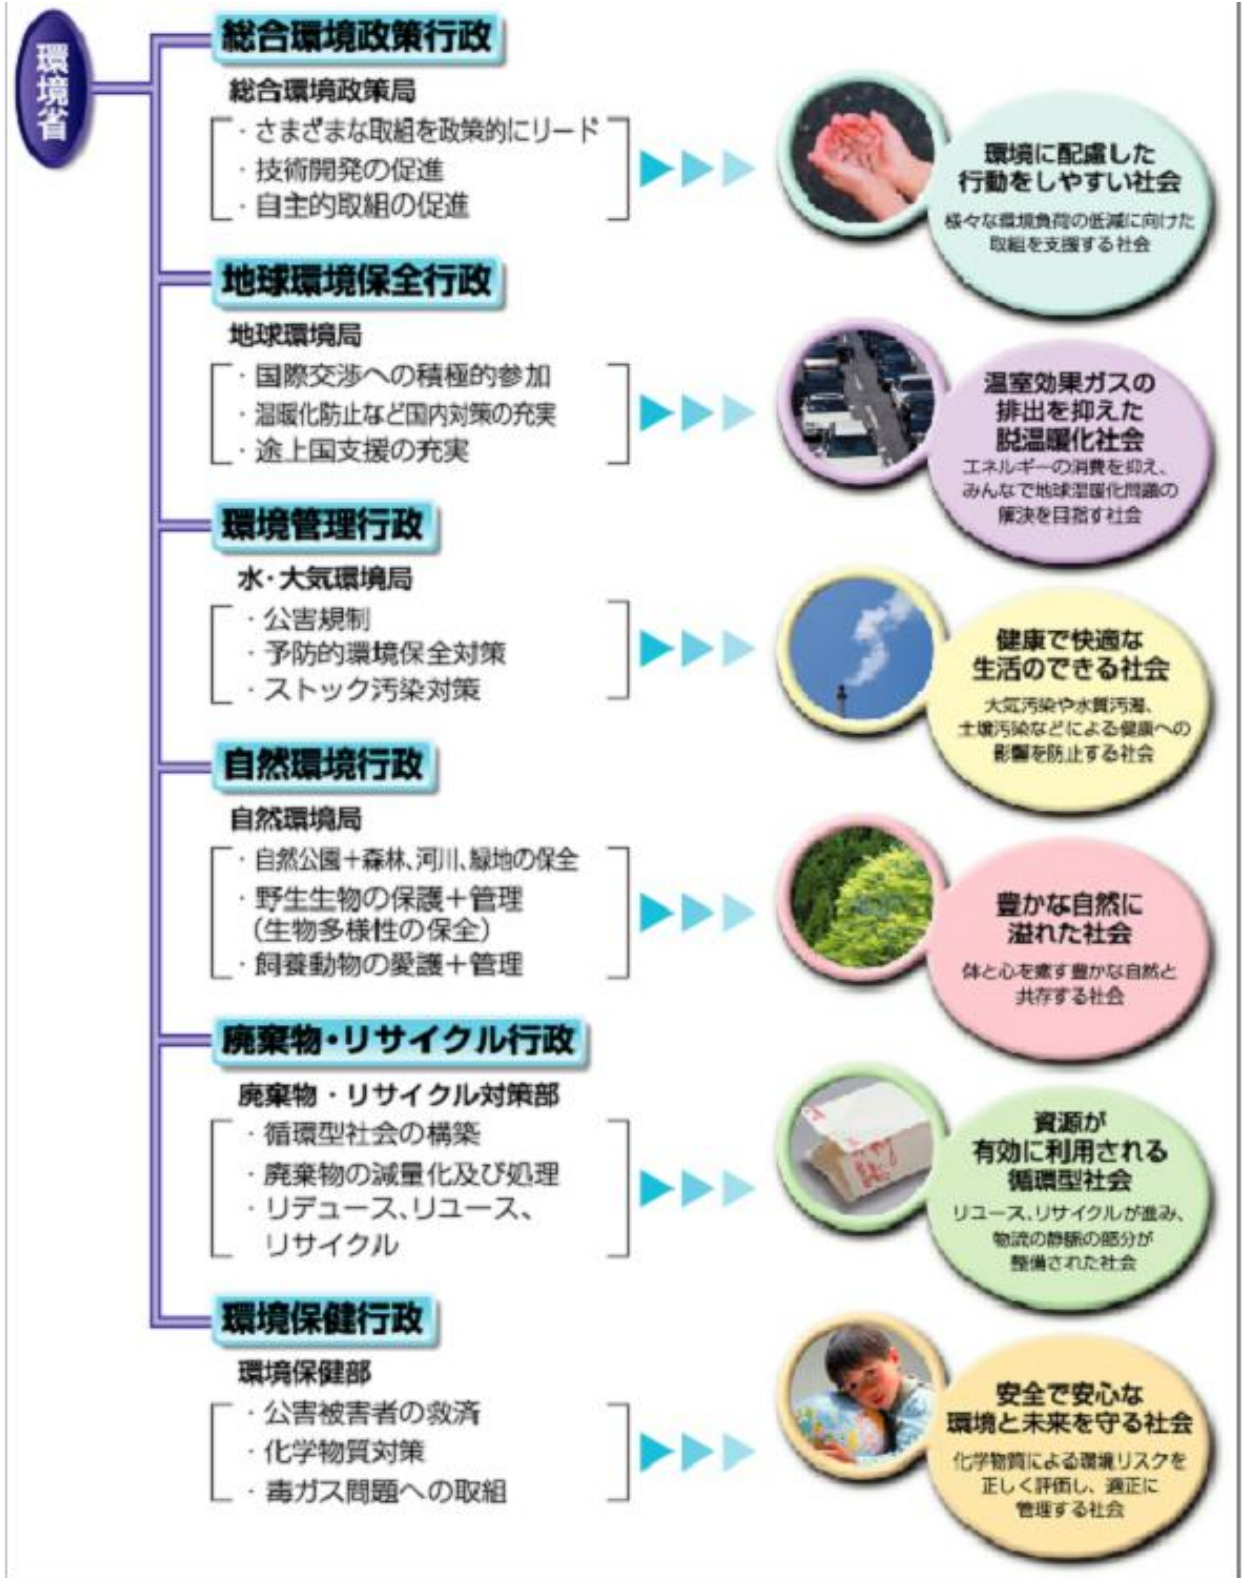 環境省
総合環境政策行政
総合環境政策局
・さまざまな取組を政策的にリード
・技術開発の促進
・自主的取組の促進
環境に配慮した
行動をしやすい社会
様々な環境負荷の低減に向けた
取組を支援する社会
地球環境保全行政
地球環境局
・国際交渉への積極的参加
・温暖化防止など国内対策の充実
・途上国支援の充実
温室効果ガスの
排出を抑えた
脱温暖化社会
エネルギーの消費を抑え、
みんなで地球温暖化問題の
解決を目指す社会
環境管理行政
水・大気環境局
・公害規制
・予防的環境保全対策
・ストック汚染対策
健康で快適な
生活のできる社会
大気汚染や水質汚濁、
土壌汚染などによる健康への
影響を防止する社会
自然環境行政
自然環境局
・自然公園＋森林、河川、緑地の保全
・野生生物の保護＋管理
（生物多様性の保全）
・飼養動物の愛護＋管理
豊かな自然に
溢れた社会
体と心を癒す豊かな自然と
共存する社会
廃棄物・リサイクル行政
廃棄物・リサイクル対策部
・循環型社会の構築
・廃棄物の減量化及び処理
・リデュース、リユース、
リサイクル
資源が
有効に利用される
循環型社会
リユース、リサイクルが進み、
物流の静脈の部分が
整備された社会
環境保健行政
環境保健部
・公害被害者の救済
・化学物質対策
・毒ガス問題への取組
安全で安心な
環境と未来を守る社会
化学物質による環境リスクを
正しく評価し、適正に
管理する社会